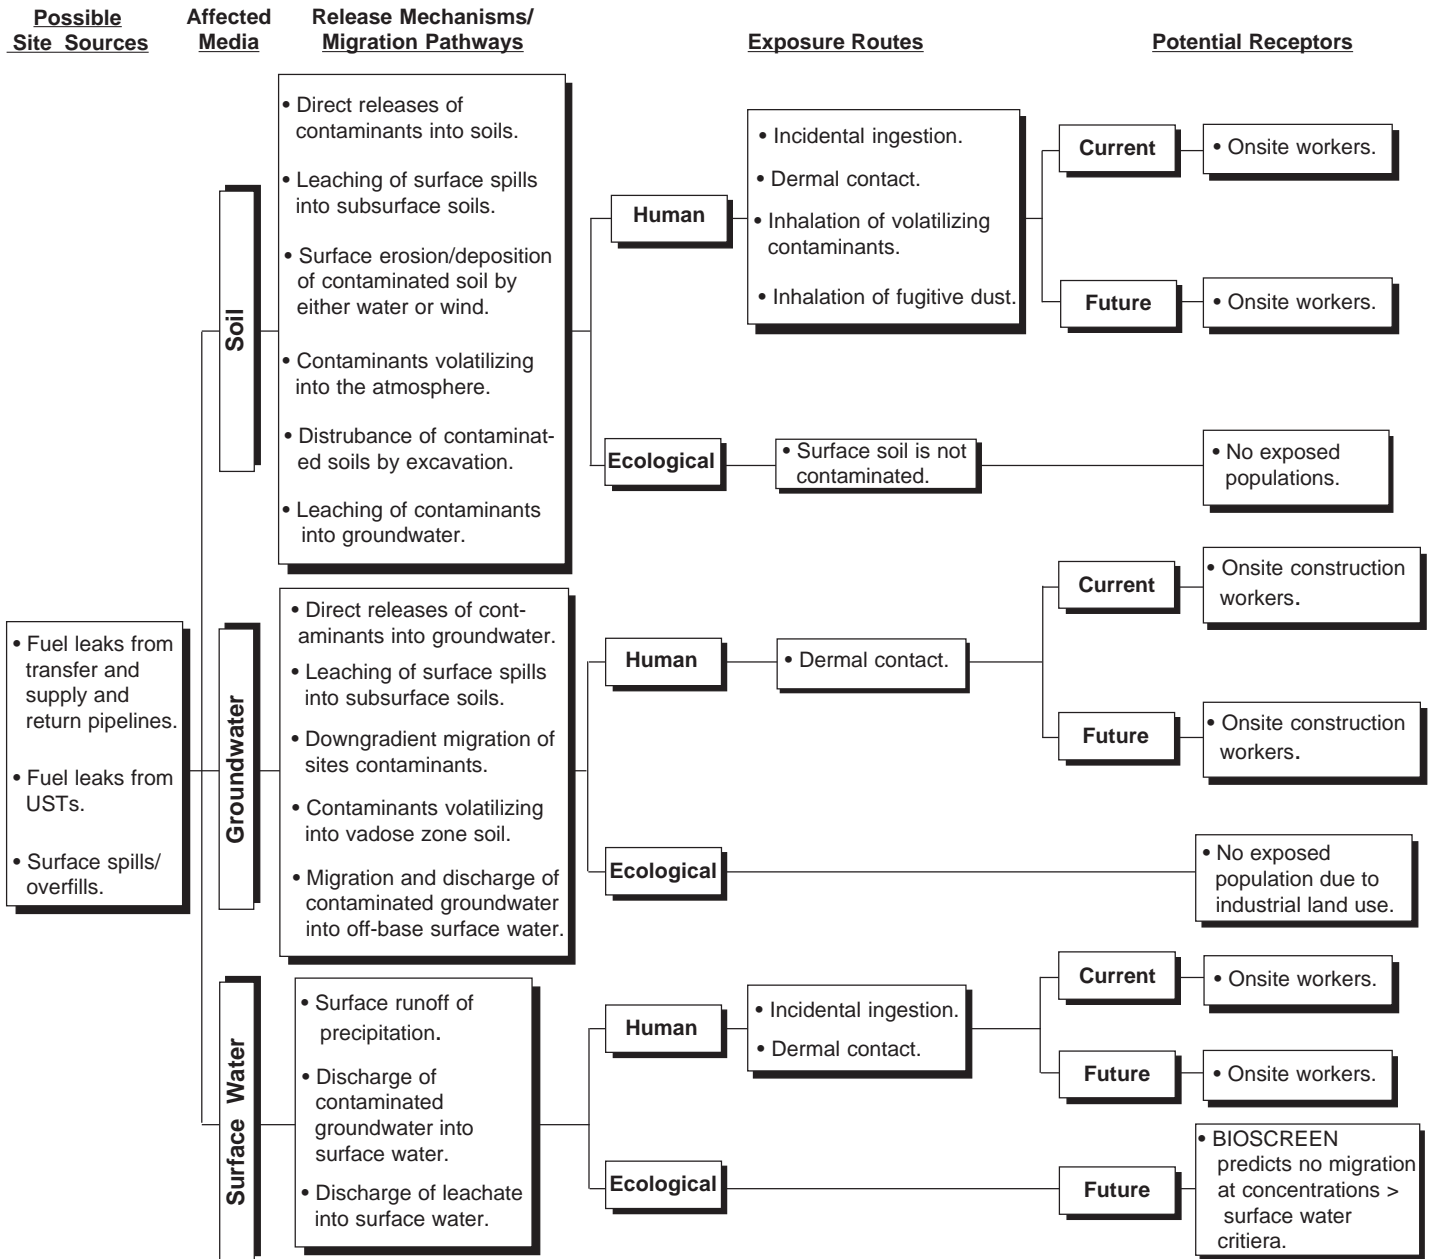 Possible
Site Sources
Affected
Media
Release Mechanisms/
Migration Pathways
Exposure Routes
Potential Receptors
• Fuel leaks from
transfer and
supply and
return pipelines.
• Fuel leaks from
USTs.
• Surface spills/
overfills.
Soil
• Direct releases of
contaminants into soils.
• Leaching of surface spills
into subsurface soils.
• Surface erosion/deposition
of contaminated soil by
either water or wind.
• Contaminants volatilizing
into the atmosphere.
• Distrubance of contaminat-
ed soils by excavation.
• Leaching of contaminants
into groundwater.
Human
• Incidental ingestion.
• Dermal contact.
• Inhalation of volatilizing
contaminants.
• Inhalation of fugitive dust.
Current
• Onsite workers.
Future
• Onsite workers.
Ecological
• Surface soil is not
contaminated.
• No exposed
populations.
Groundwater
• Direct releases of cont-
aminants into groundwater.
• Leaching of surface spills
into subsurface soils.
• Downgradient migration of
sites contaminants.
• Contaminants volatilizing
into vadose zone soil.
• Migration and discharge of
contaminated groundwater
into off-base surface water.
Human
• Dermal contact.
Current
• Onsite construction
workers.
Future
• Onsite construction
workers.
Ecological
• No exposed
population due to
industrial land use.
Surface Water
• Surface runoff of
precipitation.
• Discharge of
contaminated
groundwater into
surface water.
• Discharge of leachate
into surface water.
Human
• Incidental ingestion.
• Dermal contact.
Current
• Onsite workers.
Future
• Onsite workers.
Ecological
Future
• BIOSCREEN
predicts no migration
at concentrations >
surface water
critiera.